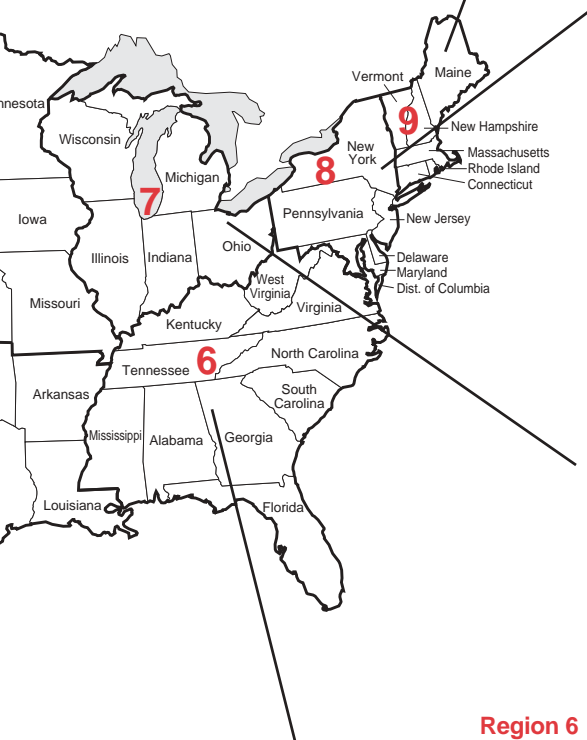 Vermont
Maine
nnesota
9
New Hampshire
Wisconsin
New
York
Massachusetts
8
Rhode Island
Michigan
Connecticut
7
Pennsylvania
Iowa
New Jersey
Ohio
Illinois
Indiana
Delaware
Maryland
West
Virginia
Dist. of Columbia
Missouri
Virginia
Kentucky
6
North Carolina
Tennessee
South
Carolina
Arkansas
Mississippi
Alabama
Georgia
Louisiana
Florida
Region 6